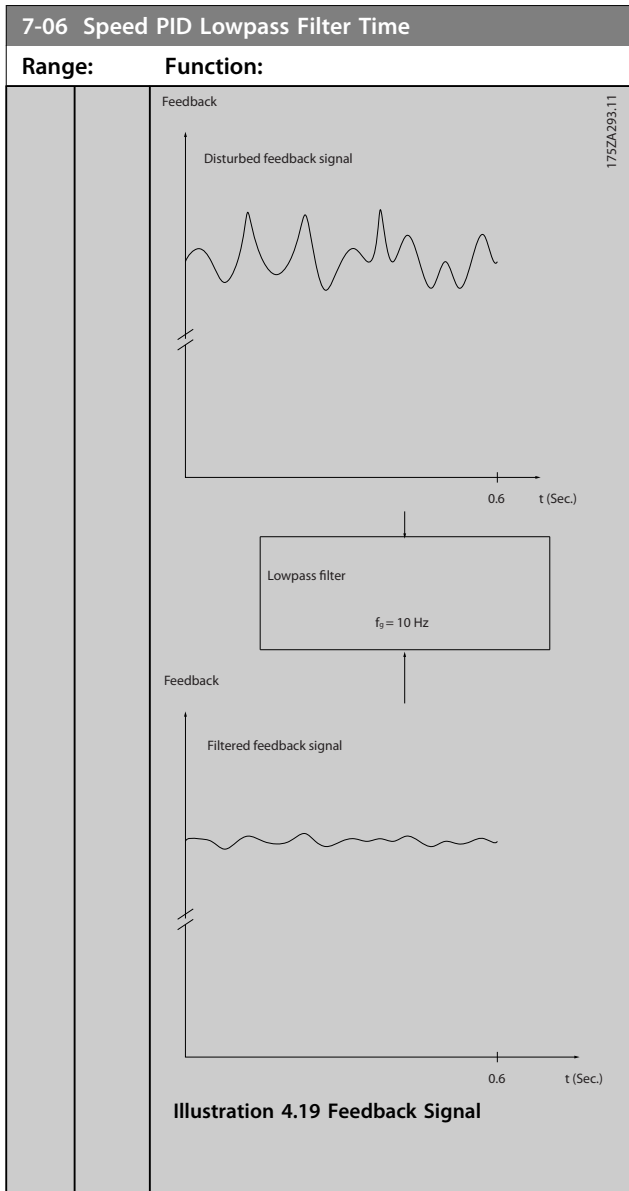 7-06 Speed PID Lowpass Filter Time
Range: Function:
Feedback
175ZA293.11
Disturbed feedback signal
0.6 t (Sec.)
Lowpass filter
fg = 10 Hz
Feedback
Filtered feedback signal
0.6 t (Sec.)
Illustration 4.19 Feedback Signal